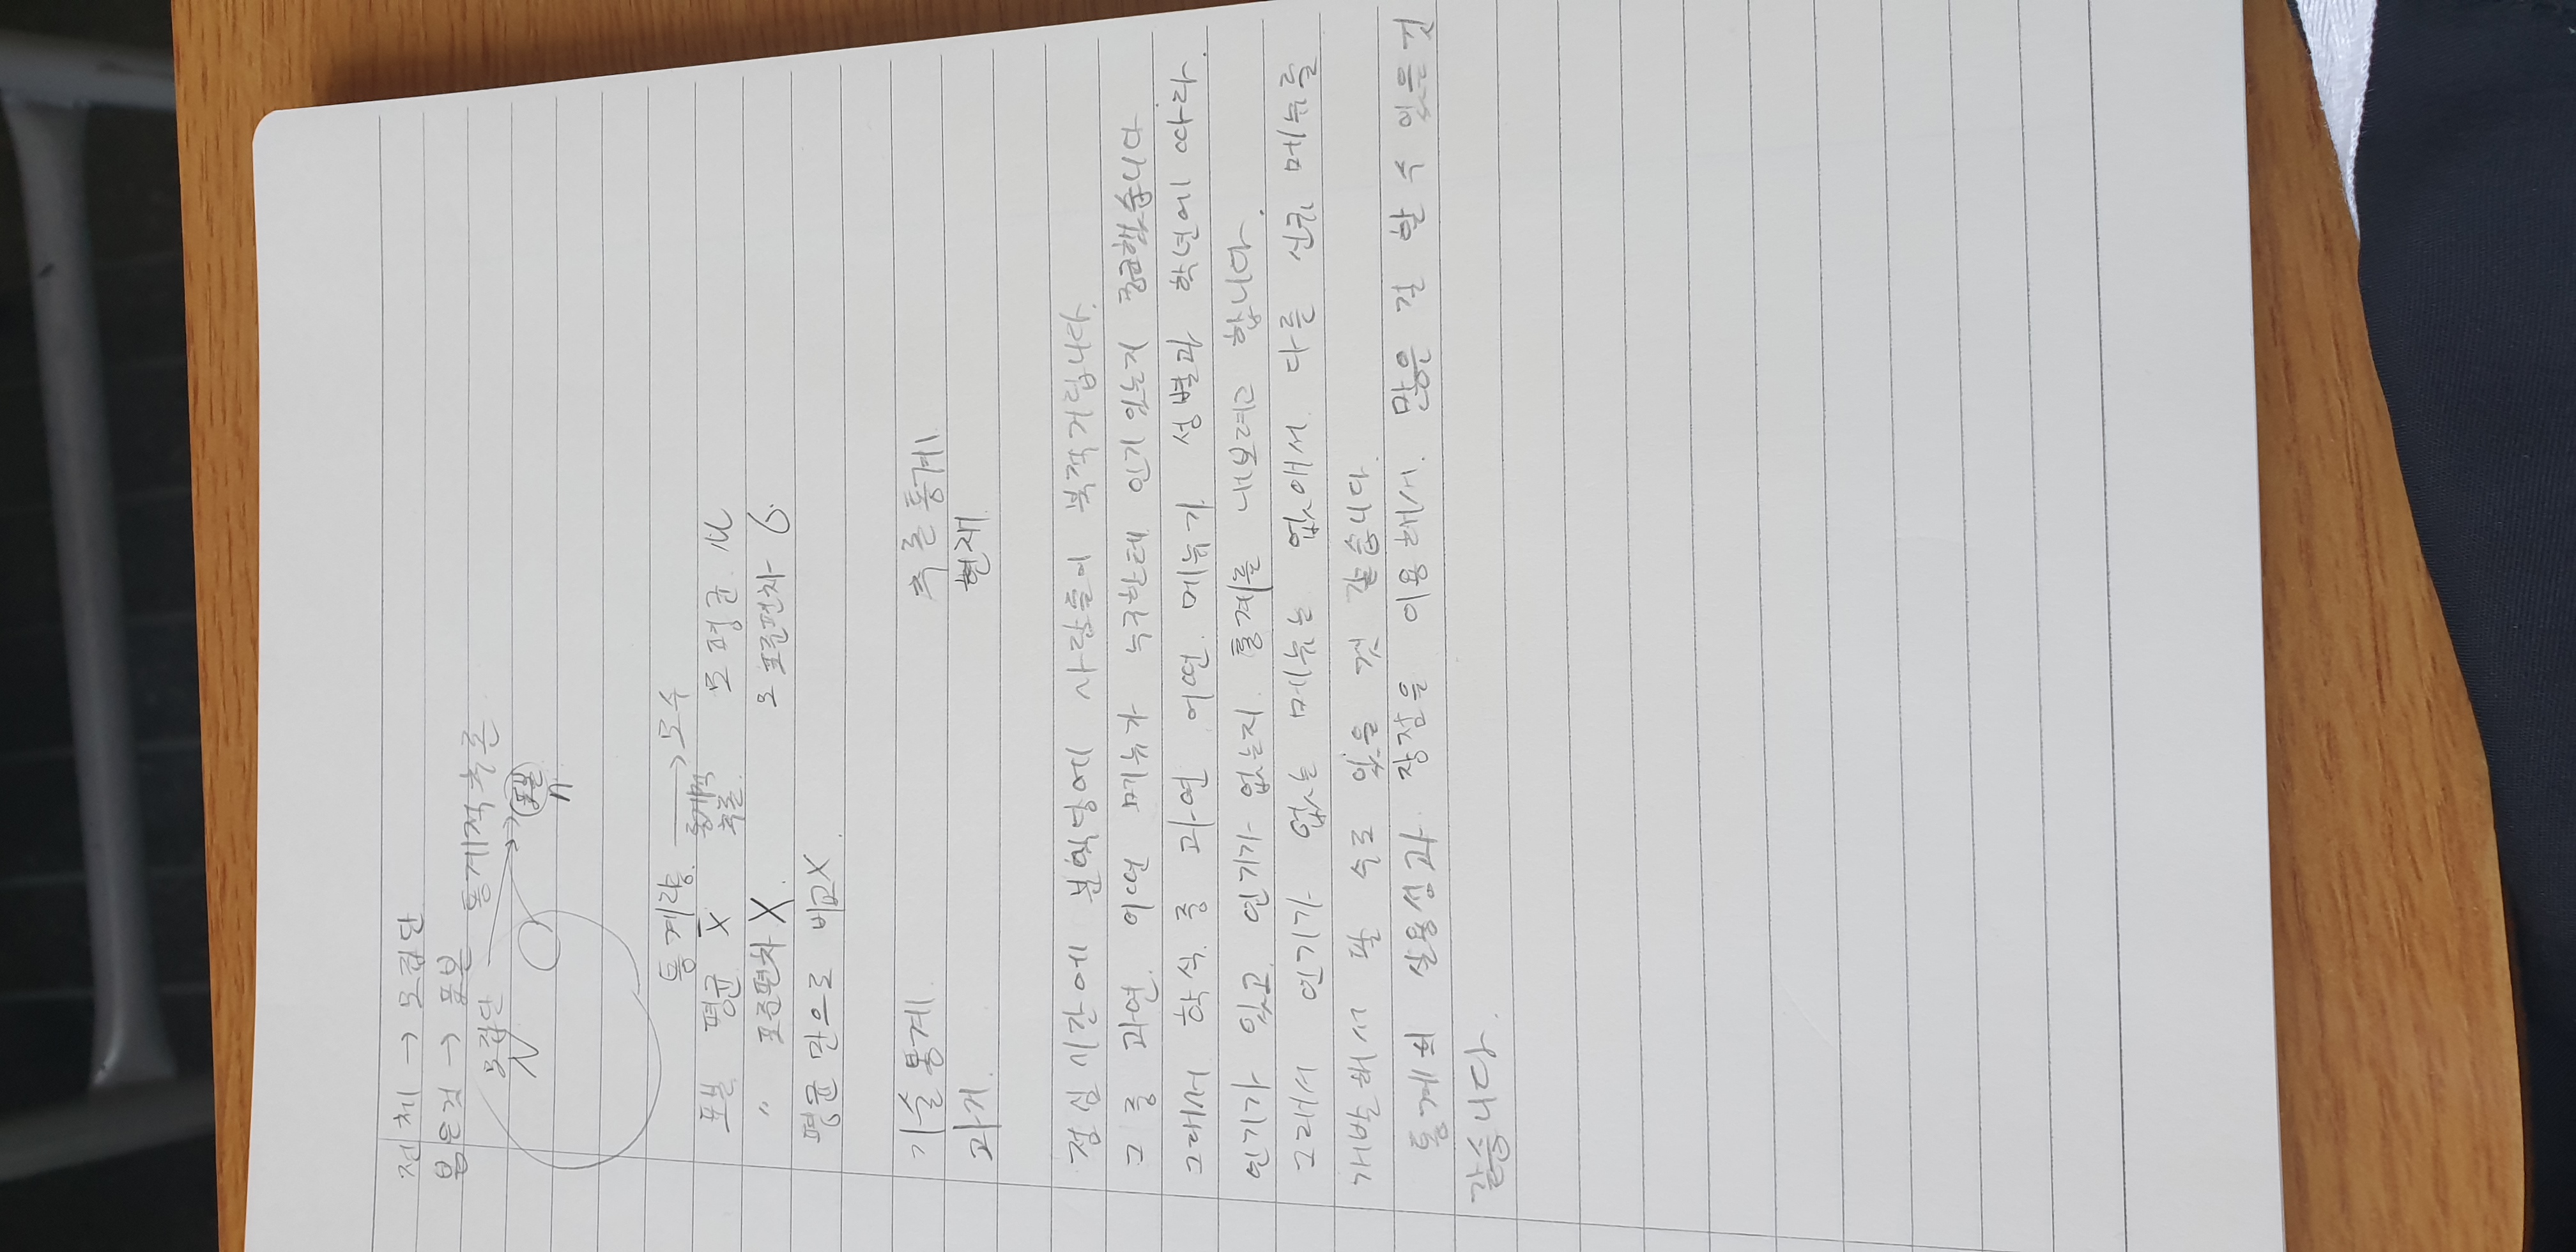 전체 → 모집단
뽑은것 → 표본
통계적추론
모집단
N
표본
n
통계량 → 모수
통계적
추론
표본 평균 X̄ 모평균 μ
〃 표준편차 X 모표준편차 σ
평균만으로 비교X
기술통계 추론통계
과거 현재
점심시간에 분식당에 사람들이 북적거립니다.
그 중 과연 어떤 메뉴가 누구한테 인기 있는지 궁금했습니다
그래서 학식 중 과연 어떤 메뉴가 성별과 학년에 따라
인기가 있고 인기가 없는지 통계를 내보려고 합니다.
그래서 인기가 없는 메뉴는 없애서 다른 신규 메뉴를
개발해서 팔 수도 있을 것 같습니다.
통계의 실용성과 장점을 이용해서 많은 걸 할 수 있을 것
같습니다.